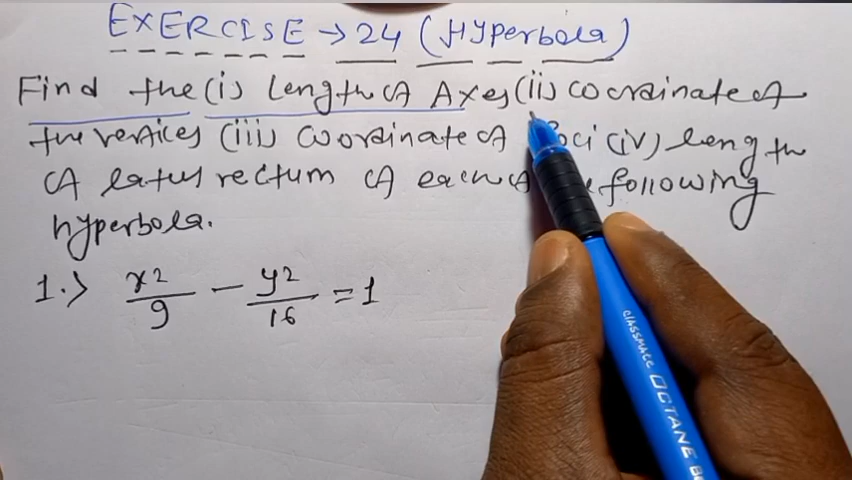 EXERCISE → 24 (Hyperbola)
Find the (i) length of Axes (ii) coordinate of
the vertices (iii) coordinate of foci (iv) length
of latus rectum of each of following
hyperbola.
1.> x2/9 - y2/16 = 1
CLASSMATE OCTANE